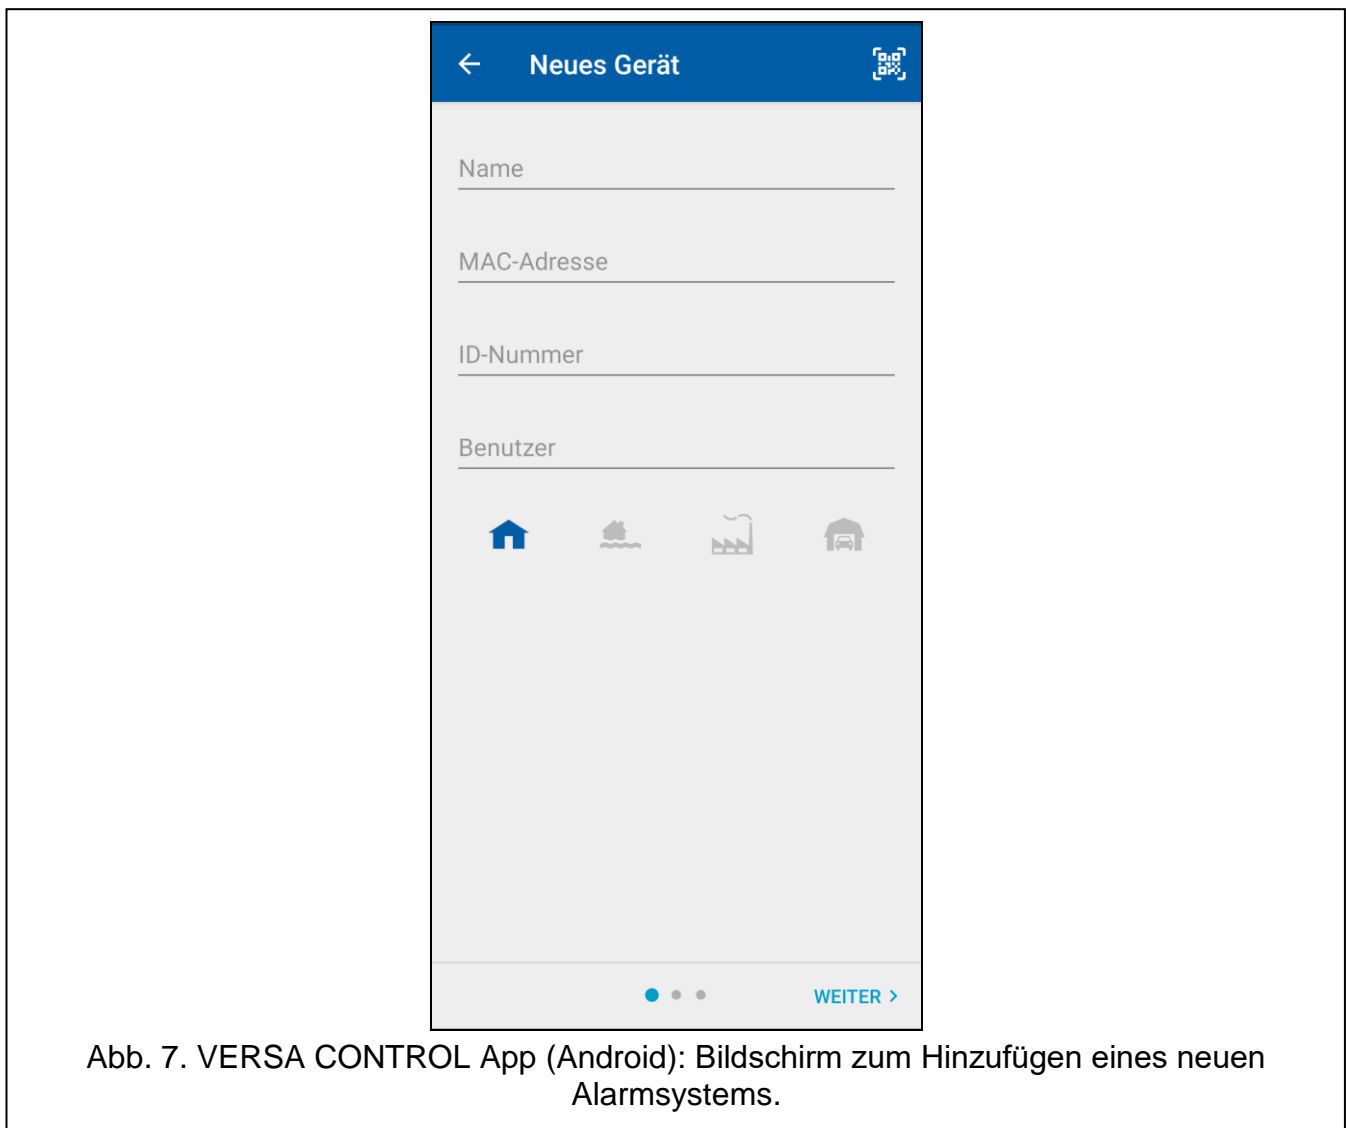 Neues Gerät
Name
MAC-Adresse
ID-Nummer
Benutzer
WEITER >
Abb. 7. VERSA CONTROL App (Android): Bildschirm zum Hinzufügen eines neuen
Alarmsystems.